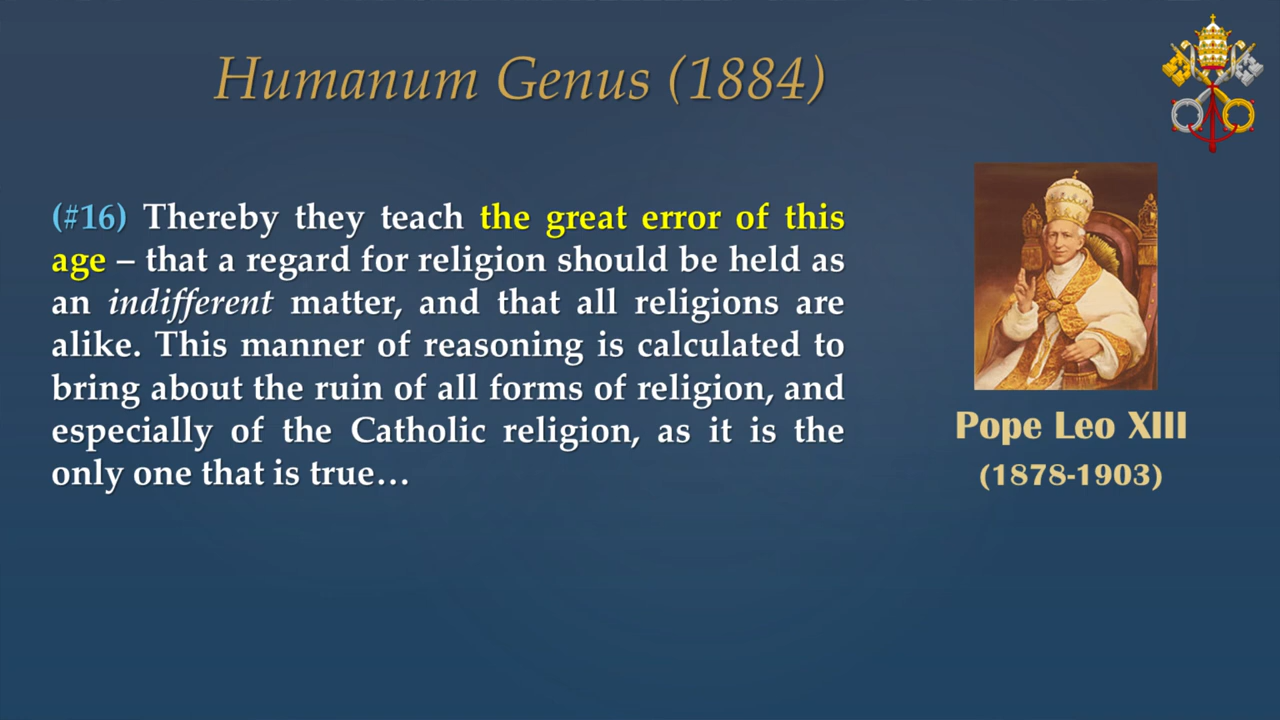 Humanum Genus (1884)
(#16) Thereby they teach the great error of this
age – that a regard for religion should be held as
an indifferent matter, and that all religions are
alike. This manner of reasoning is calculated to
bring about the ruin of all forms of religion, and
especially of the Catholic religion, as it is the
only one that is true…
Pope Leo XIII
(1878-1903)